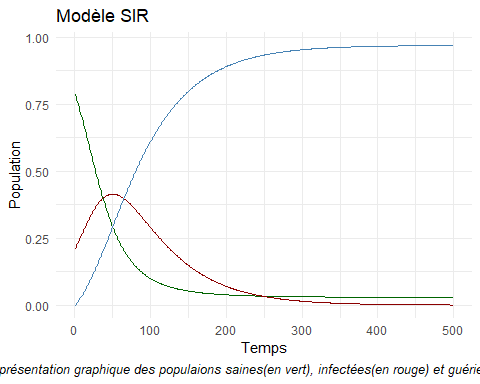 Modèle SIR
1.00
0.75
0.50
0.25
0.00
Population
0 100 200 300 400 500
Temps
présentation graphique des populaions saines(en vert), infectées(en rouge) et guérie